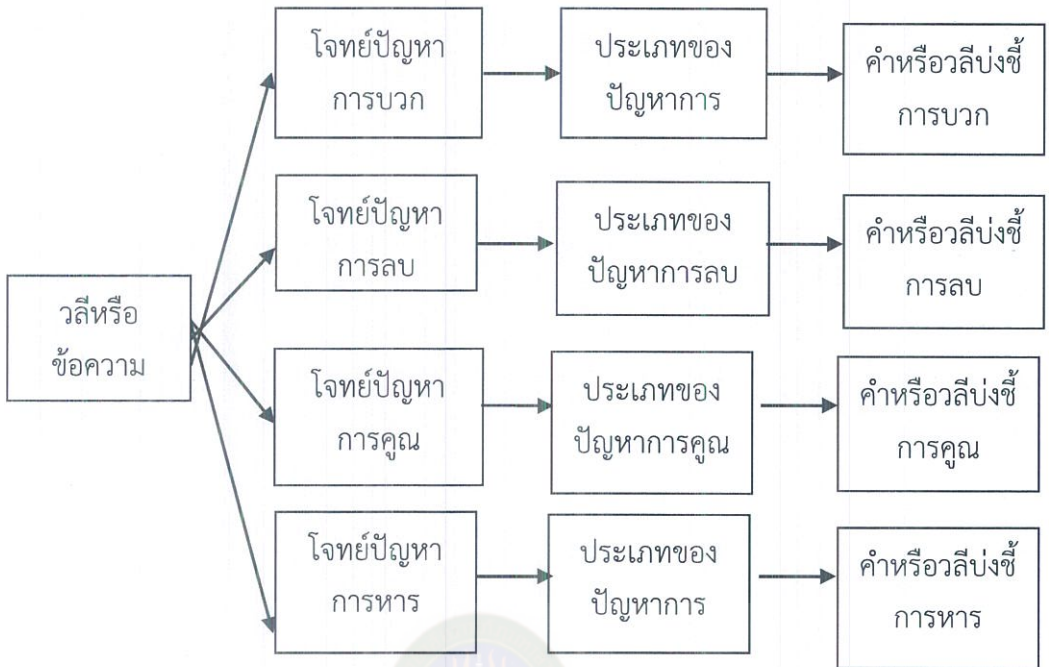 โจทย์ปัญหา
การบวก
ประเภทของ
ปัญหาการ
คำหรือวลีบ่งชี้
การบวก
โจทย์ปัญหา
การลบ
ประเภทของ
ปัญหาการลบ
คำหรือวลีบ่งชี้
การลบ
วลีหรือ
ข้อความ
โจทย์ปัญหา
การคูณ
ประเภทของ
ปัญหาการคูณ
คำหรือวลีบ่งชี้
การคูณ
โจทย์ปัญหา
การหาร
ประเภทของ
ปัญหาการ
คำหรือวลีบ่งชี้
การหาร